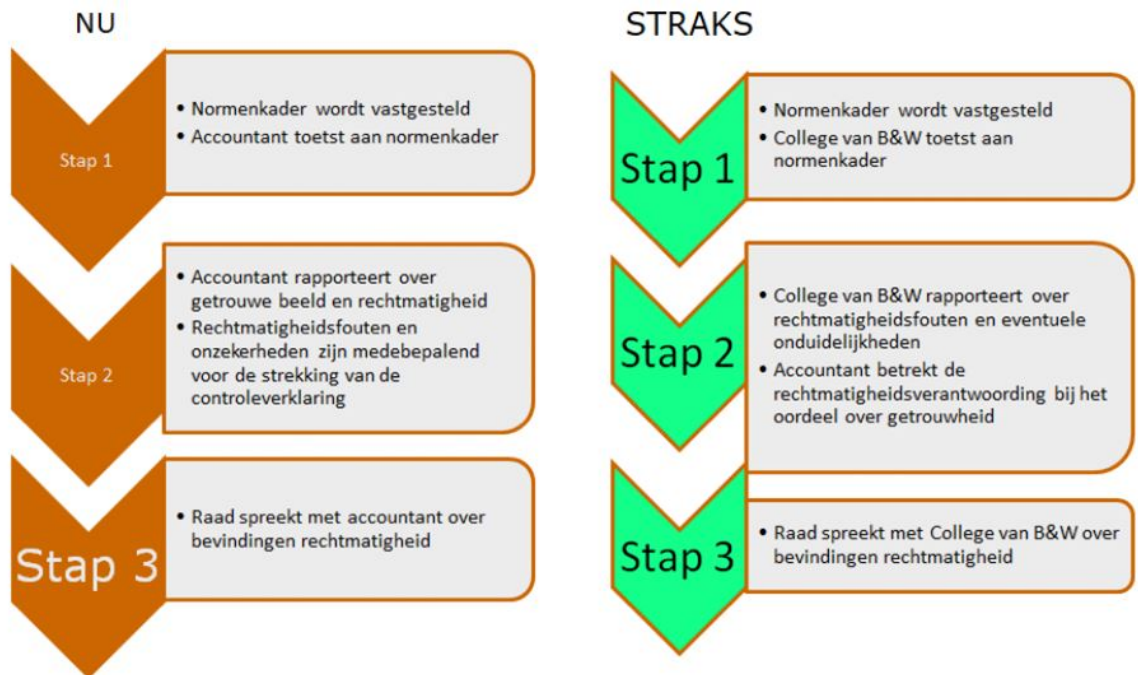 NU
Stap 1
• Normenkader wordt vastgesteld
• Accountant toetst aan normenkader
Stap 2
• Accountant rapporteert over
getrouwe beeld en rechtmatigheid
• Rechtmatigheidsfouten en
onzekerheden zijn medebepalend
voor de strekking van de
controleverklaring
Stap 3
• Raad spreekt met accountant over
bevindingen rechtmatigheid
STRAKS
Stap 1
• Normenkader wordt vastgesteld
• College van B&W toetst aan
normenkader
Stap 2
• College van B&W rapporteert over
rechtmatigheidsfouten en eventuele
onduidelijkheden
• Accountant betrekt de
rechtmatigheidsverantwoording bij het
oordeel over getrouwheid
Stap 3
• Raad spreekt met College van B&W over
bevindingen rechtmatigheid